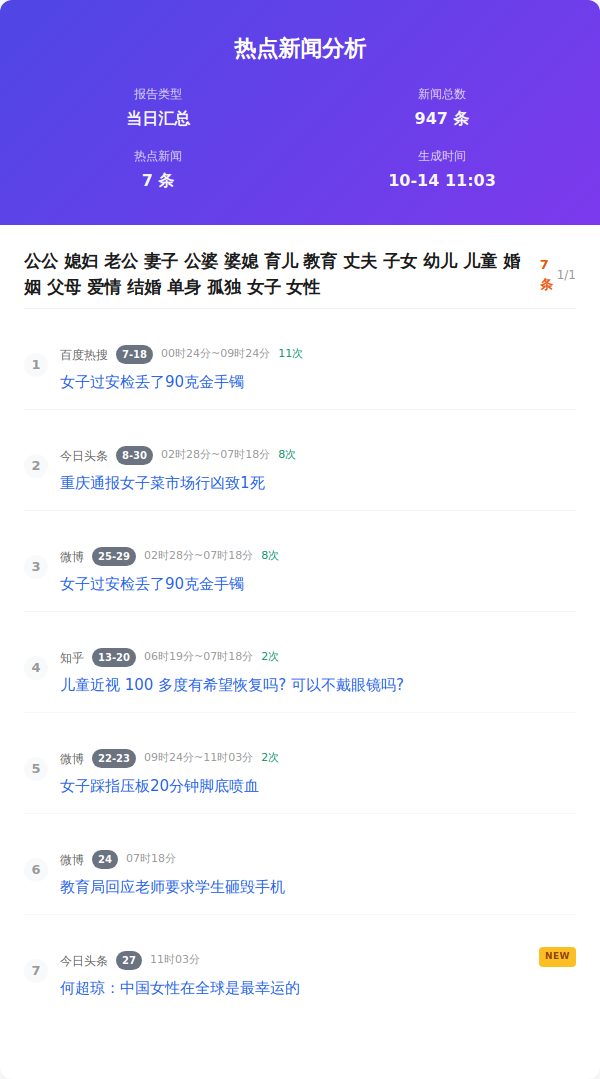 热点新闻分析
报告类型
新闻总数
当日汇总
947 条
热点新闻
生成时间
7 条
10-14 11:03
公公 媳妇 老公 妻子 公婆 婆媳 育儿 教育 丈夫 子女 幼儿 儿童 婚
姻 父母 爱情 结婚 单身 孤独 女子 女性
7
条
1/1
1
百度热搜 7-18 00时24分~09时24分 11次
女子过安检丢了90克金手镯
2
今日头条 8-30 02时28分~07时18分 8次
重庆通报女子菜市场行凶致1死
3
微博 25-29 02时28分~07时18分 8次
女子过安检丢了90克金手镯
4
知乎 13-20 06时19分~07时18分 2次
儿童近视 100 多度有希望恢复吗? 可以不戴眼镜吗?
5
微博 22-23 09时24分~11时03分 2次
女子踩指压板20分钟脚底喷血
6
微博 24 07时18分
教育局回应老师要求学生砸毁手机
7
今日头条 27 11时03分
NEW
何超琼：中国女性在全球是最幸运的